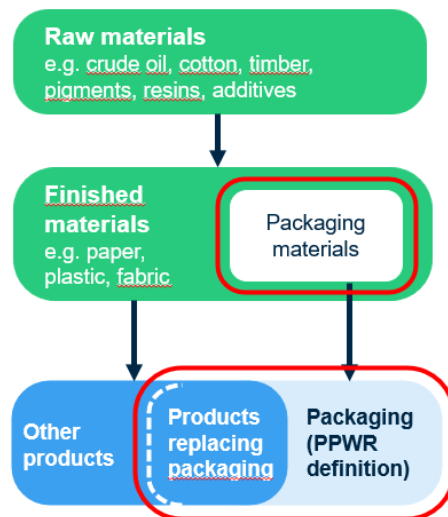 Raw materials
e.g. crude oil, cotton, timber,
pigments, resins, additives
Finished
materials
e.g. paper,
plastic, fabric
Packaging
materials
Other
products
Products
replacing
packaging
Packaging
(PPWR
definition)